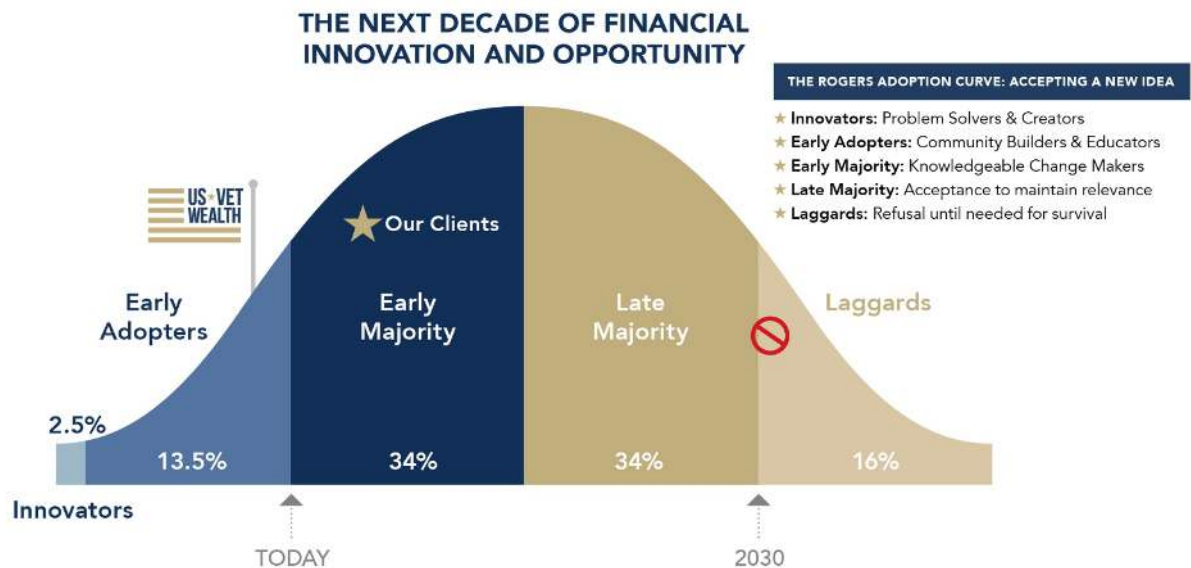 THE NEXT DECADE OF FINANCIAL
INNOVATION AND OPPORTUNITY
THE ROGERS ADOPTION CURVE: ACCEPTING A NEW IDEA
Innovators: Problem Solvers & Creators
Early Adopters: Community Builders & Educators
Early Majority: Knowledgeable Change Makers
Late Majority: Acceptance to maintain relevance
Laggards: Refusal until needed for survival
US★VET
WEALTH
Our Clients
Early
Adopters
Early
Majority
Late
Majority
Laggards
2.5%
13.5%
34%
34%
16%
Innovators
TODAY
2030